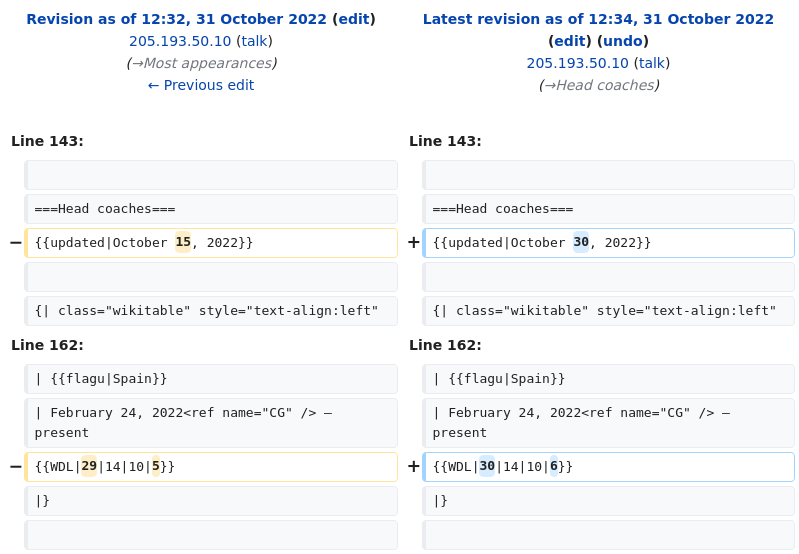 Revision as of 12:32, 31 October 2022 (edit)
205.193.50.10 (talk)
(→Most appearances)
← Previous edit
Latest revision as of 12:34, 31 October 2022
(edit) (undo)
205.193.50.10 (talk)
(→Head coaches)
Line 143:
Line 143:
===Head coaches===
===Head coaches===
− {{updated|October 15, 2022}}
+ {{updated|October 30, 2022}}
{| class="wikitable" style="text-align:left"
{| class="wikitable" style="text-align:left"
Line 162:
Line 162:
| {{flagu|Spain}}
| {{flagu|Spain}}
| February 24, 2022<ref name="CG" /> –
present
| February 24, 2022<ref name="CG" /> –
present
− {{WDL|29|14|10|5}}
+ {{WDL|30|14|10|6}}
|}
|}